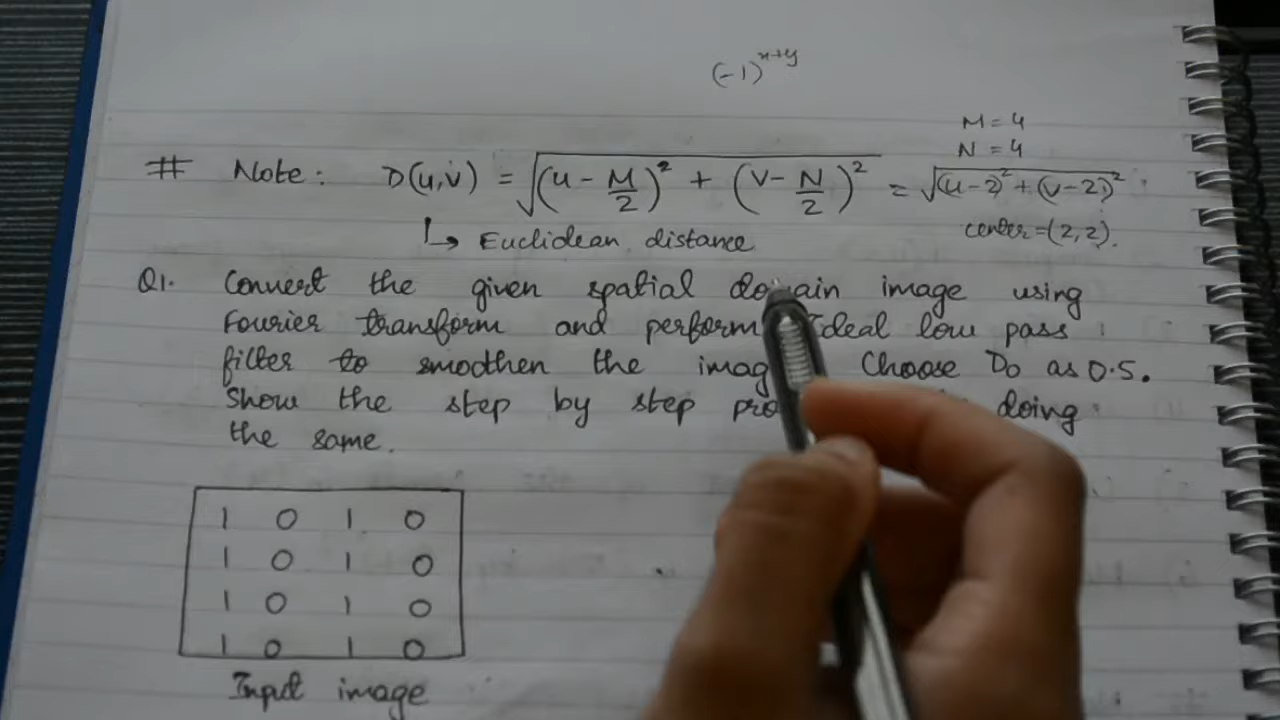 (-1)^{x+y}
M = 4
N = 4
# Note: D(u,v) = √((u - M/2)² + (v - N/2)²) = √((u-2)² + (v-2)²)
↳ Euclidean distance center=(2,2).
Q1. Convert the given spatial domain image using
Fourier transform and perform Ideal low pass
filter to smoothen the Choose Do as 0.5.
Show the step by step doing
the same.
1 0 1 0
1 0 1 0
1 0 1 0
1 0 1 0
Input image